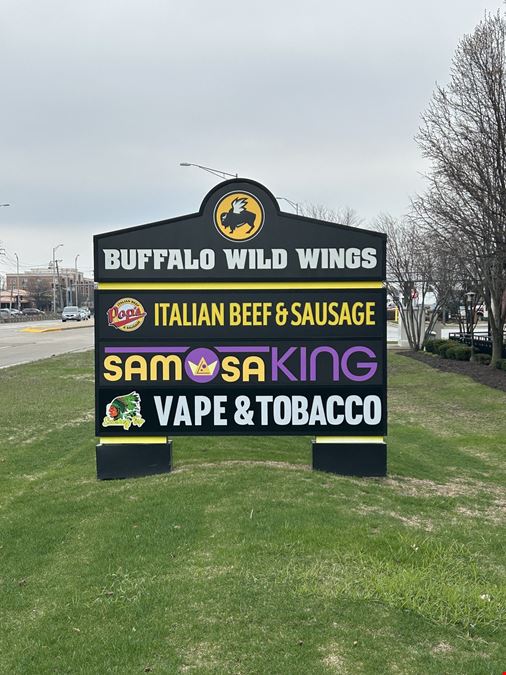 BUFFALO WILD WINGS
Pop's ITALIAN BEEF & SAUSAGE
SAMOSA KING
VAPE & TOBACCO